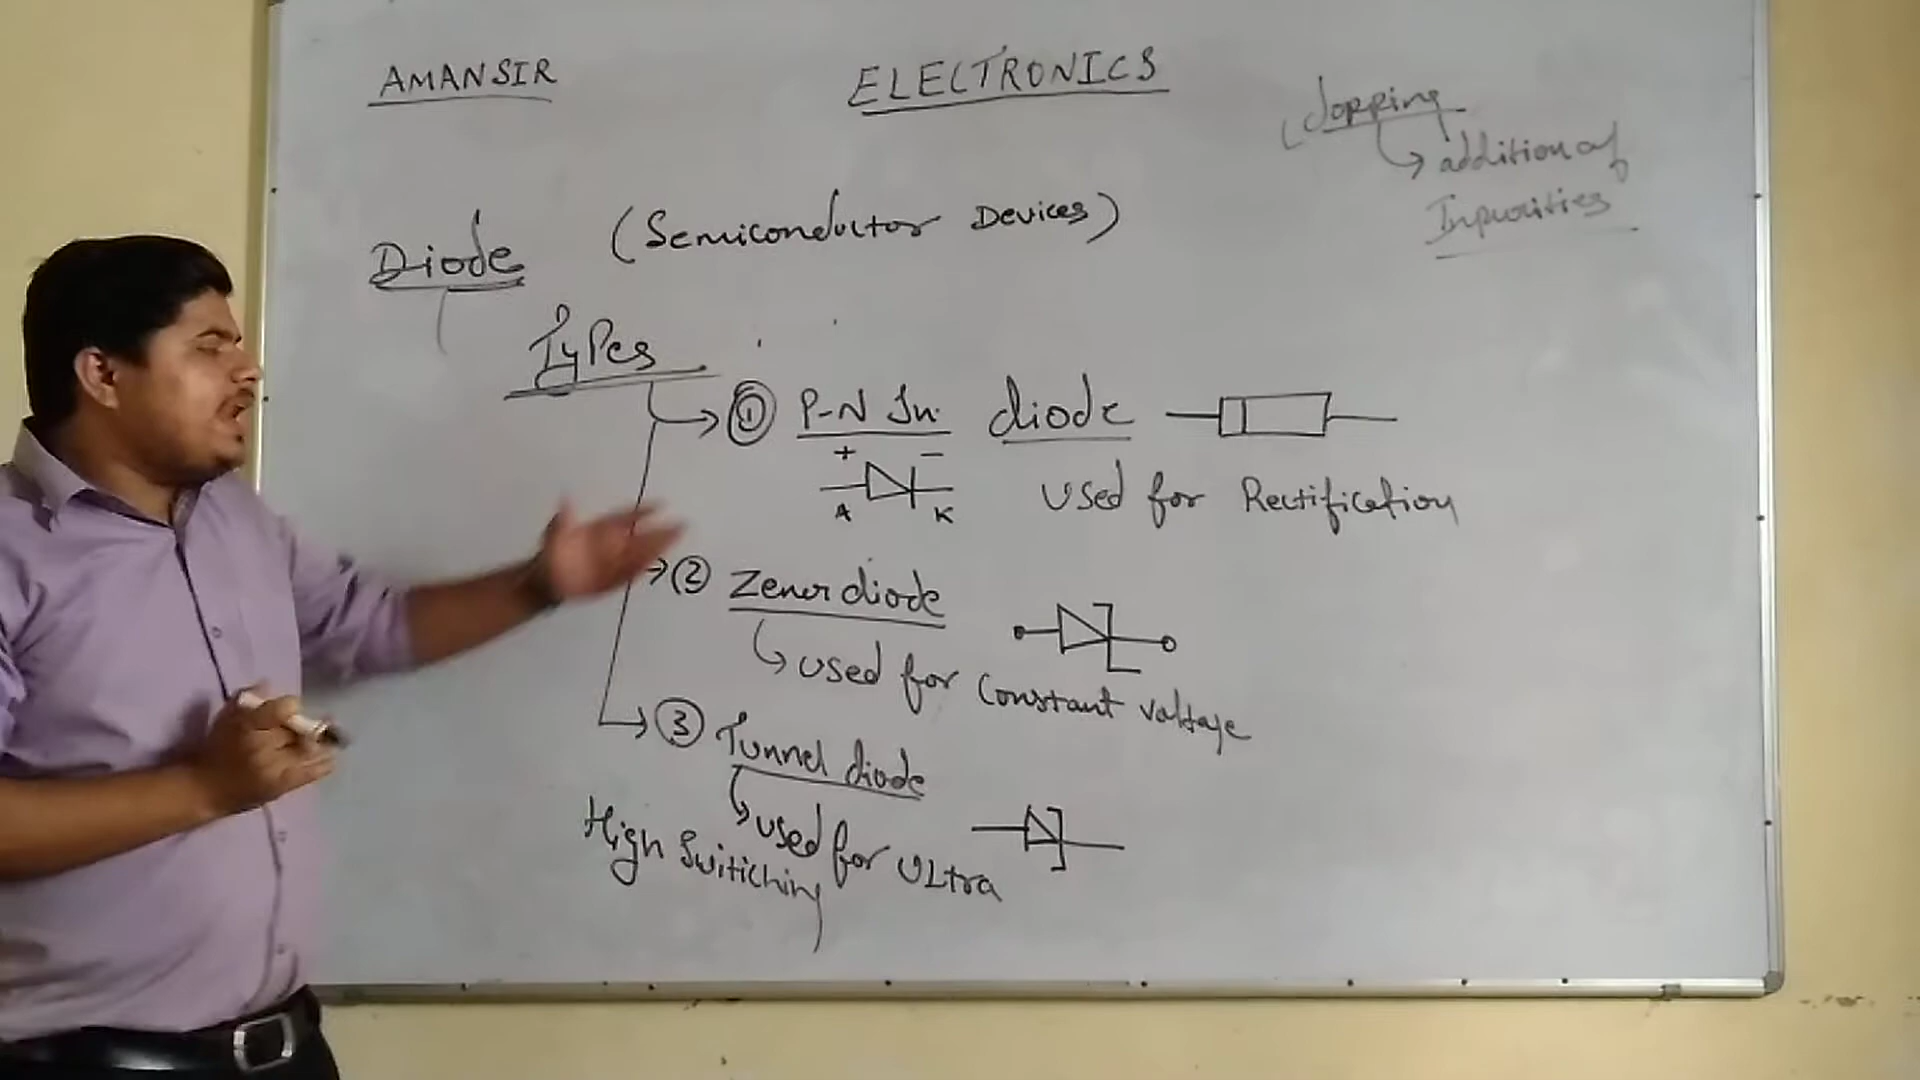 AMANSIR
ELECTRONICS
Dopping
addition of
Inpurities
Diode (Semiconductor Devices)
Types
① P-N Jn. diode
+ −
A K
Used for Rectification
② Zener diode
Used for Constant Voltage
③ Tunnel diode
used for ULtra
High Switiching